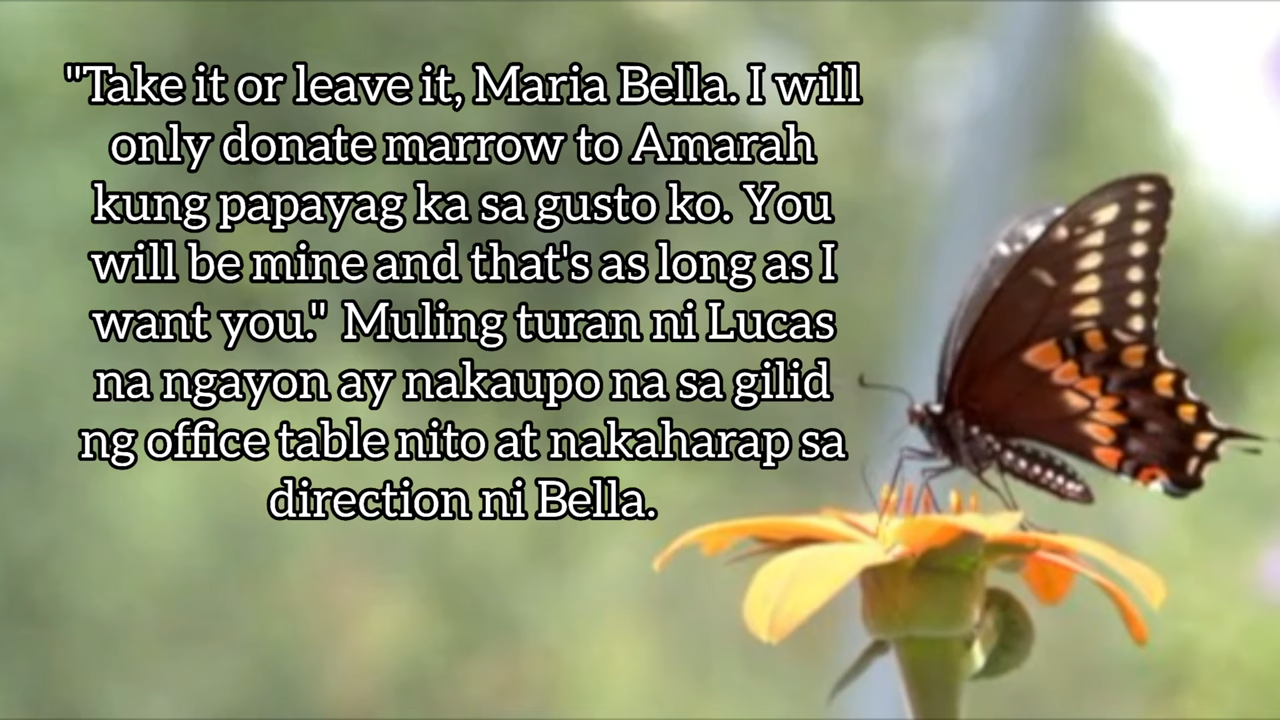 "Take it or leave it, Maria Bella. I will
only donate marrow to Amarah
kung papayag ka sa gusto ko. You
will be mine and that's as long as I
want you." Muling turan ni Lucas
na ngayon ay nakaupo na sa gilid
ng office table nito at nakaharap sa
direction ni Bella.